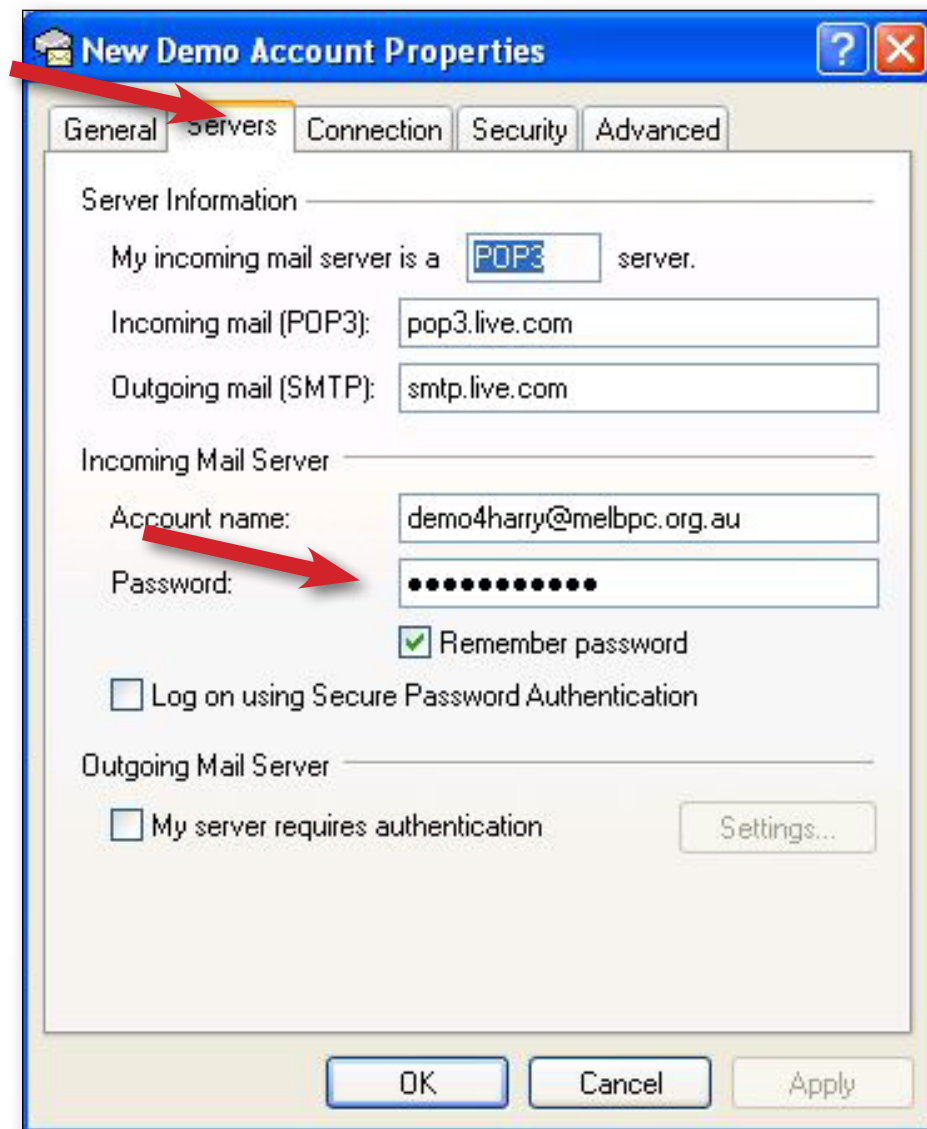 New Demo Account Properties
General Servers Connection Security Advanced
Server Information
My incoming mail server is a POP3 server.
Incoming mail (POP3): pop3.live.com
Outgoing mail (SMTP): smtp.live.com
Incoming Mail Server
Account name: demo4harry@melbpc.org.au
Password: ●●●●●●●●●●●
Remember password
Log on using Secure Password Authentication
Outgoing Mail Server
My server requires authentication Settings...
OK Cancel Apply